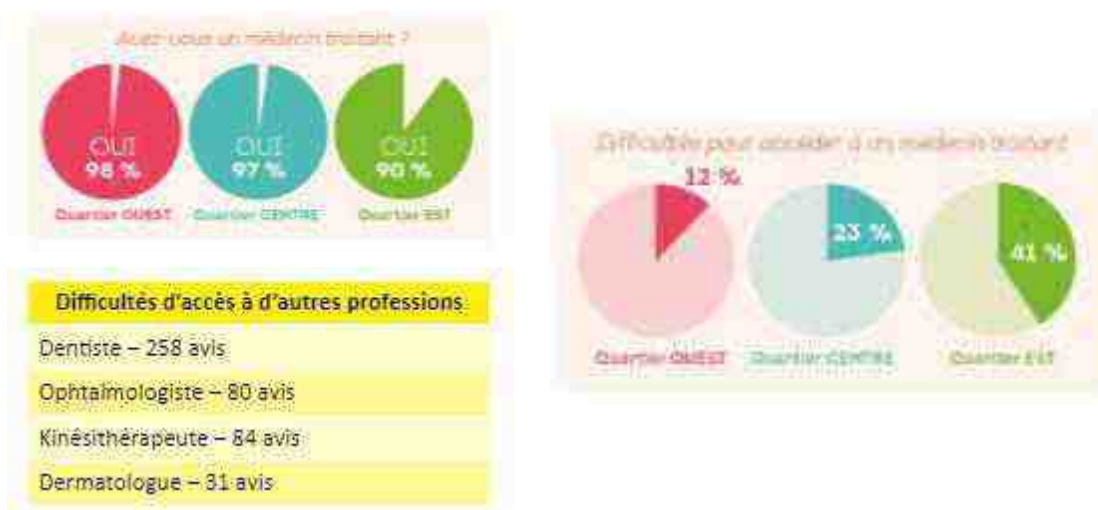 Avez-vous un médecin traitant ?
OUI
98 %
OUI
97 %
OUI
90 %
Quartier OUEST
Quartier CENTRE
Quartier EST
Difficultés d'accès à d'autres professions
Dentiste – 258 avis
Ophtalmologiste – 80 avis
Kinésithérapeute – 84 avis
Dermatologue – 31 avis
Difficultés pour accéder à un médecin traitant
12 %
23 %
41 %
Quartier OUEST
Quartier CENTRE
Quartier EST